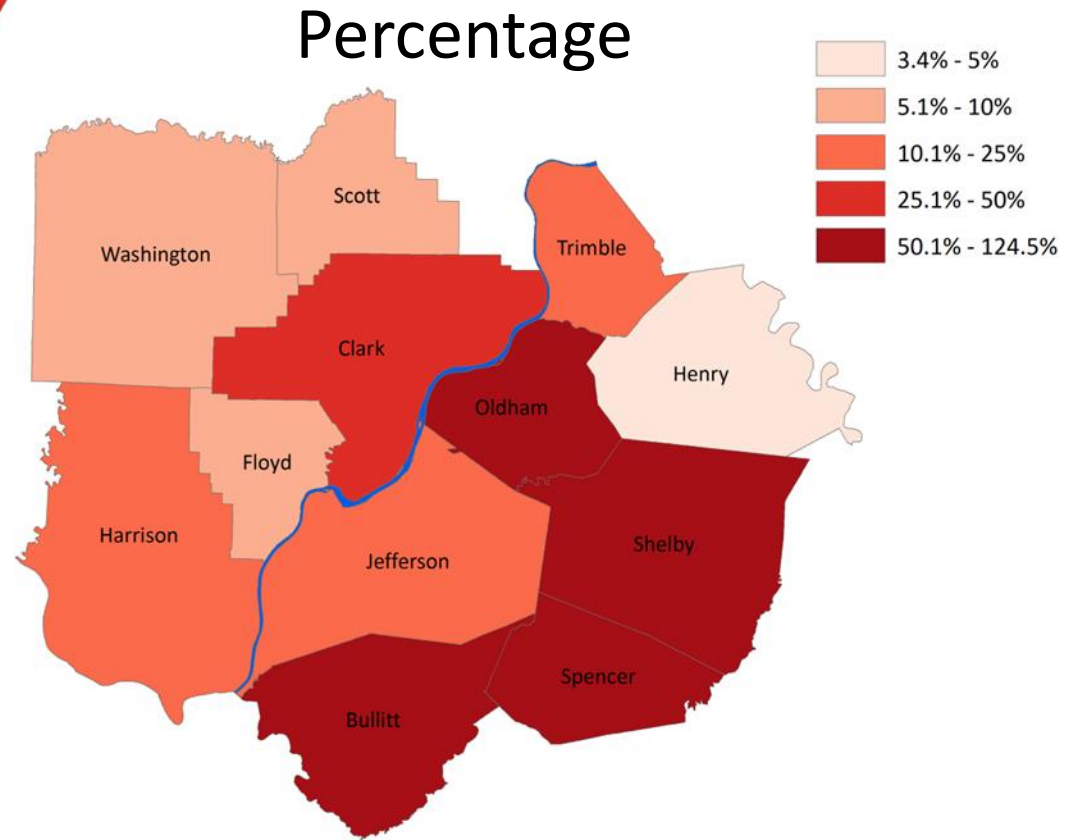 Percentage
3.4% - 5%
5.1% - 10%
10.1% - 25%
25.1% - 50%
50.1% - 124.5%
Scott
Washington
Trimble
Clark
Henry
Oldham
Floyd
Harrison
Shelby
Jefferson
Spencer
Bullitt